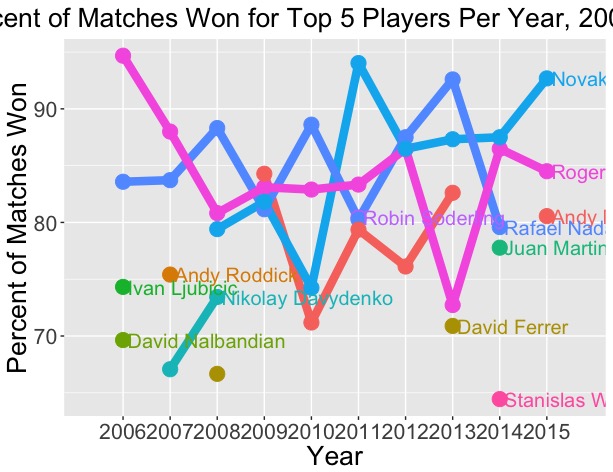 cent of Matches Won for Top 5 Players Per Year, 200
Percent of Matches Won
90
80
70
Novak
Roger
Andy
Robin Soderling
Rafael Nad
Juan Martin
Andy Roddick
Ivan Ljubicic
Nikolay Davydenko
David Ferrer
David Nalbandian
Stanislas W
2006 2007 2008 2009 2010 2011 2012 2013 2014 2015
Year